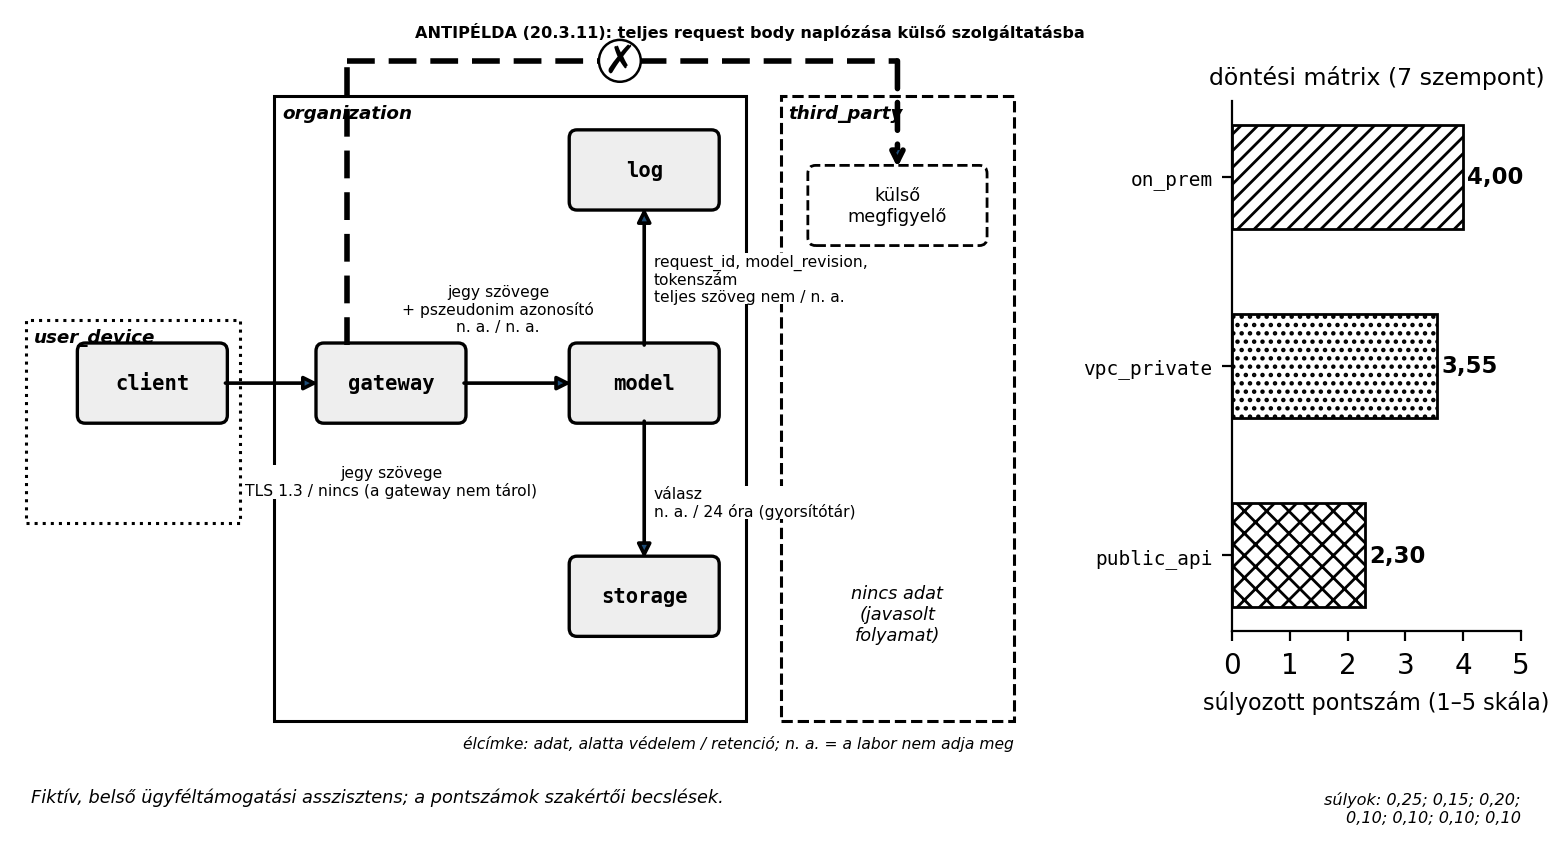 ANTIPÉLDA (20.3.11): teljes request body naplózása külső szolgáltatásba
✗
organization
third_party
log
külső
megfigyelő
request_id, model_revision,
tokenszám
teljes szöveg nem / n. a.
jegy szövege
+ pszeudonim azonosító
n. a. / n. a.
user_device
client
gateway
model
jegy szövege
TLS 1.3 / nincs (a gateway nem tárol)
válasz
n. a. / 24 óra (gyorsítótár)
storage
nincs adat
(javasolt
folyamat)
élcímke: adat, alatta védelem / retenció; n. a. = a labor nem adja meg
Fiktív, belső ügyféltámogatási asszisztens; a pontszámok szakértői becslések.
döntési mátrix (7 szempont)
on_prem
4,00
vpc_private
3,55
public_api
2,30
0 1 2 3 4 5
súlyozott pontszám (1–5 skála)
súlyok: 0,25; 0,15; 0,20;
0,10; 0,10; 0,10; 0,10